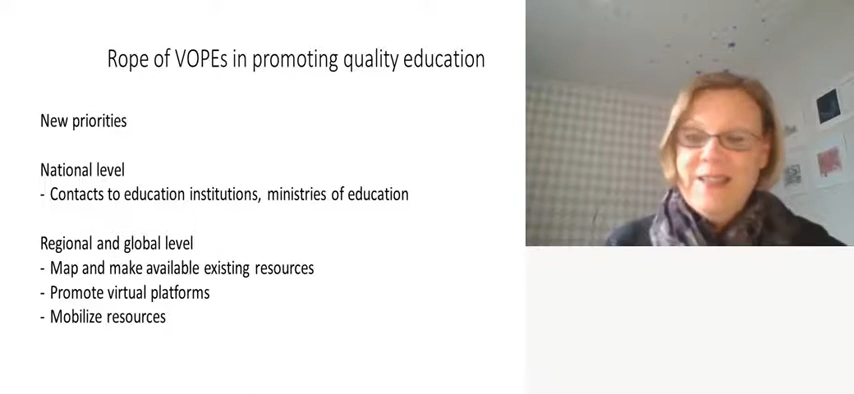 Rope of VOPEs in promoting quality education
New priorities
National level
- Contacts to education institutions, ministries of education
Regional and global level
- Map and make available existing resources
- Promote virtual platforms
- Mobilize resources